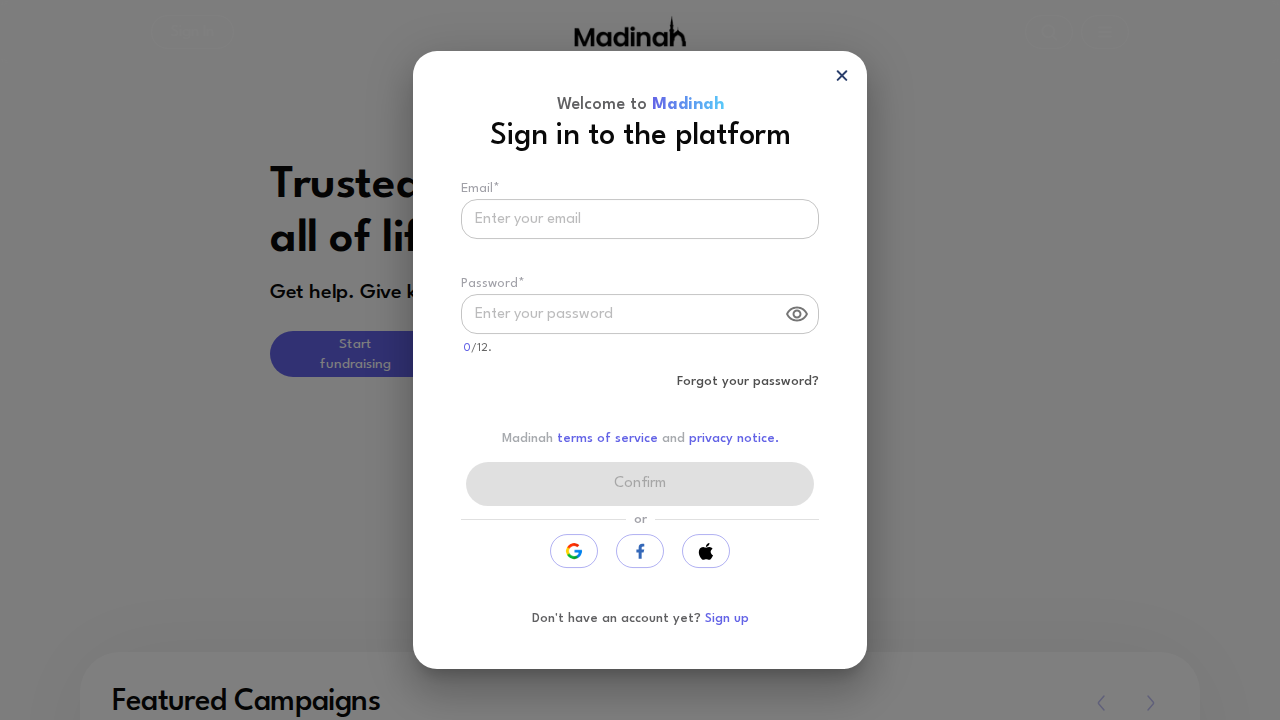 Madinah
Welcome to Madinah
Sign in to the platform
Email*
Enter your email
Password*
Enter your password
0/12.
Forgot your password?
Madinah terms of service and privacy notice.
Confirm
or
Don't have an account yet? Sign up
Trusted
all of lif
Get help. Give k
Start
fundraising
Featured Campaigns